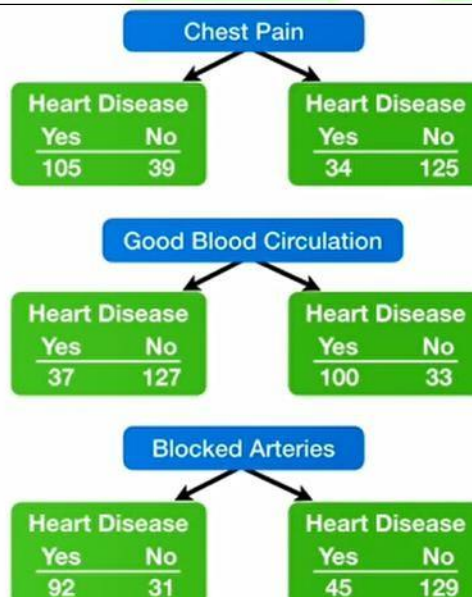 Chest Pain
Heart Disease Heart Disease
Yes No Yes No
105 39 34 125
Good Blood Circulation
Heart Disease Heart Disease
Yes No Yes No
37 127 100 33
Blocked Arteries
Heart Disease Heart Disease
Yes No Yes No
92 31 45 129